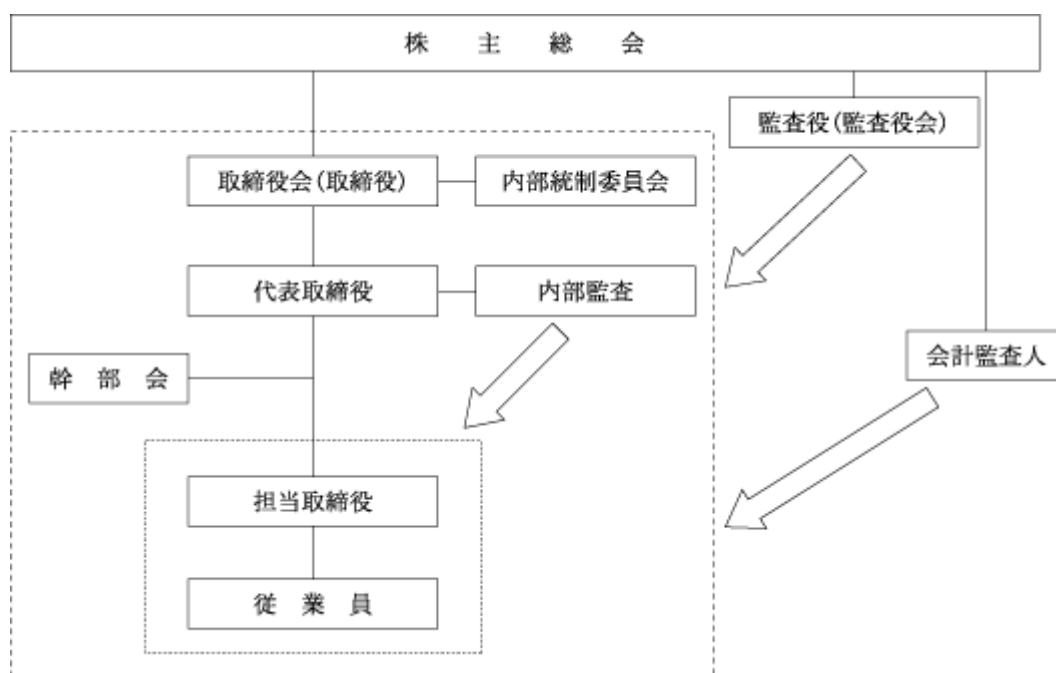 株主総会
監査役(監査役会)
取締役会(取締役)
内部統制委員会
代表取締役
内部監査
会計監査人
幹部会
担当取締役
従業員